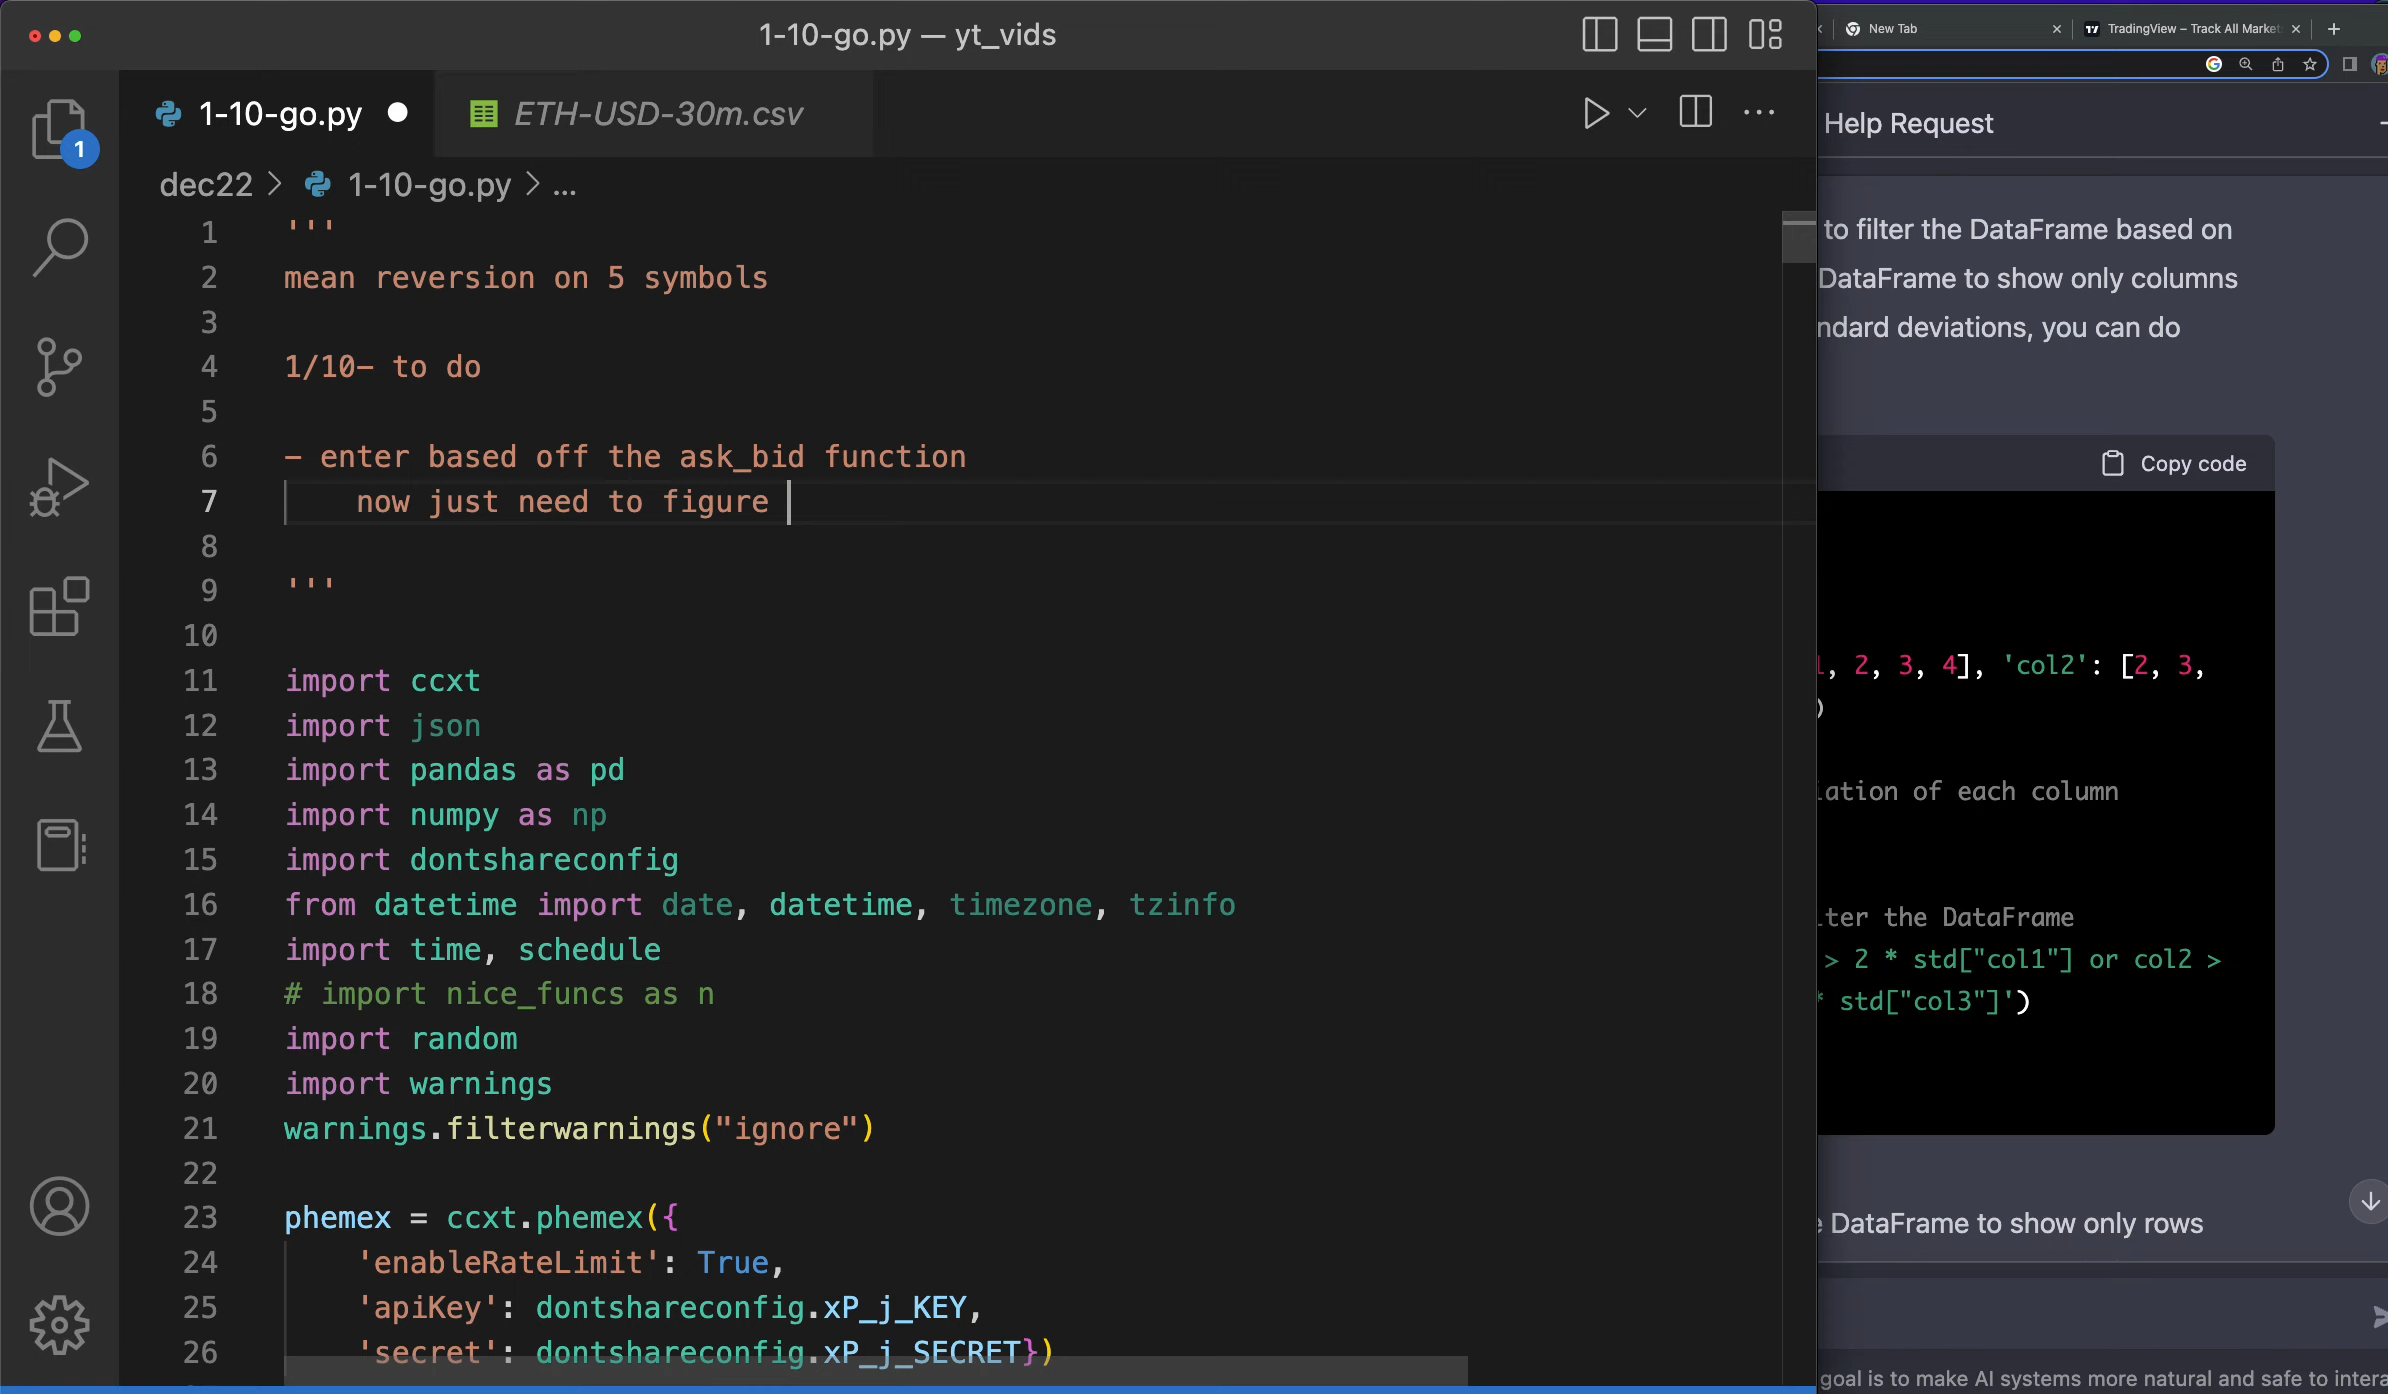 1-10-go.py — yt_vids
1-10-go.py
ETH-USD-30m.csv
dec22 > 1-10-go.py > ...
1
1 '''
2 mean reversion on 5 symbols
3
4 1/10- to do
5
6 - enter based off the ask_bid function
7 now just need to figure
8
9 '''
10
11 import ccxt
12 import json
13 import pandas as pd
14 import numpy as np
15 import dontshareconfig
16 from datetime import date, datetime, timezone, tzinfo
17 import time, schedule
18 # import nice_funcs as n
19 import random
20 import warnings
21 warnings.filterwarnings("ignore")
22
23 phemex = ccxt.phemex({
24 'enableRateLimit': True,
25 'apiKey': dontshareconfig.xP_j_KEY,
26 'secret': dontshareconfig.xP_j_SECRET})
New Tab
TradingView – Track All Market
Help Request
to filter the DataFrame based on
DataFrame to show only columns
ndard deviations, you can do
Copy code
, 2, 3, 4], 'col2': [2, 3,
)
iation of each column
lter the DataFrame
> 2 * std["col1"] or col2 >
* std["col3"]')
DataFrame to show only rows
goal is to make AI systems more natural and safe to intera